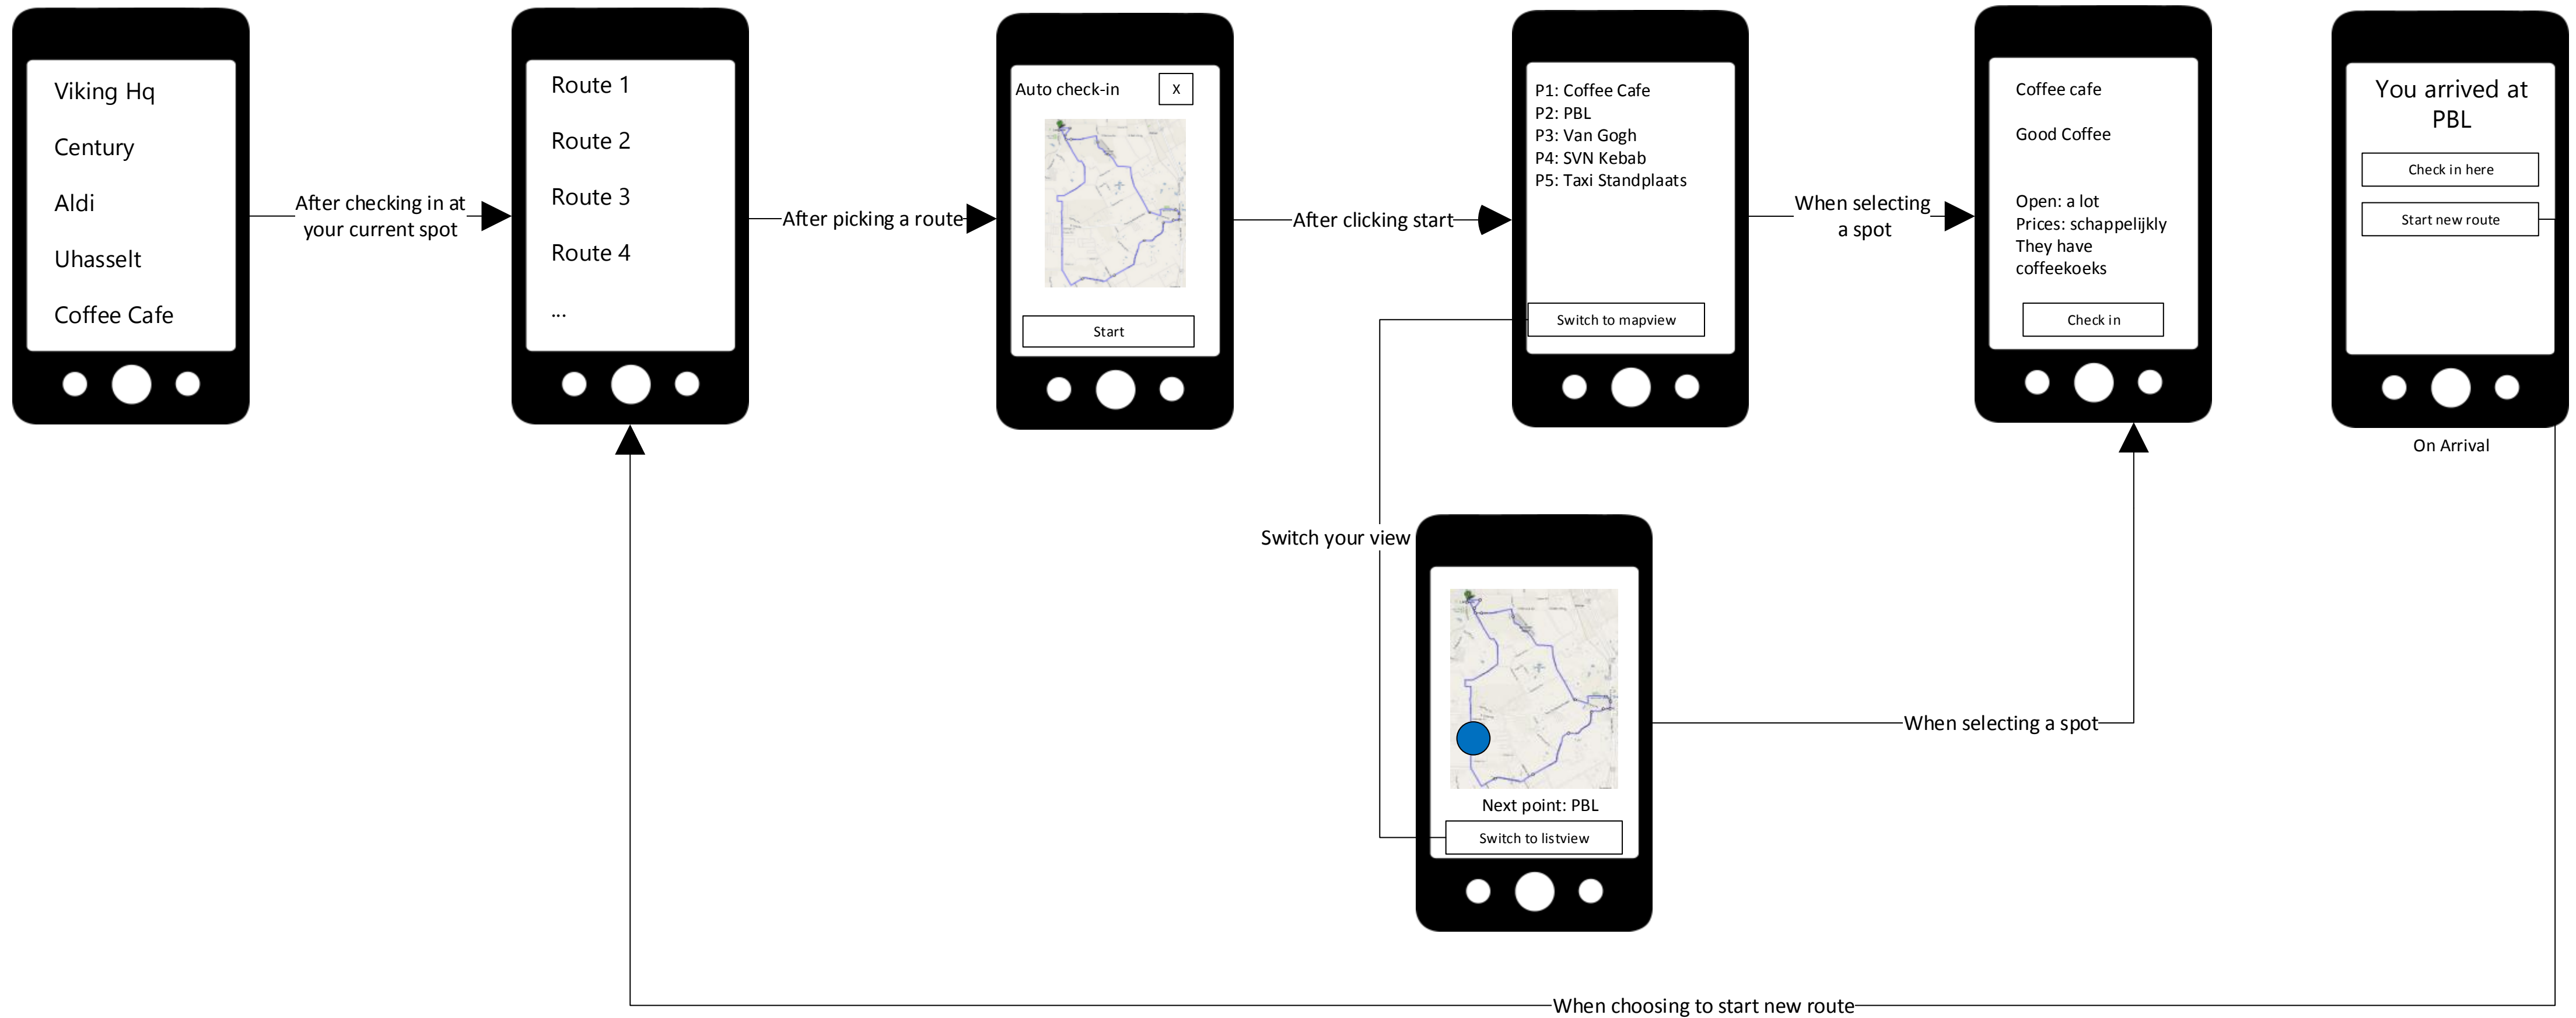 Viking Hq
Century
Aldi
Uhasselt
Coffee Cafe
After checking in at
your current spot
Route 1
Route 2
Route 3
Route 4
...
After picking a route
Auto check-in
X
Start
After clicking start
P1: Coffee Cafe
P2: PBL
P3: Van Gogh
P4: SVN Kebab
P5: Taxi Standplaats
Switch to mapview
When selecting
a spot
Coffee cafe
Good Coffee
Open: a lot
Prices: schappelijkly
They have
coffeekoeks
Check in
You arrived at
PBL
Check in here
Start new route
On Arrival
Switch your view
Next point: PBL
Switch to listview
When selecting a spot
When choosing to start new route